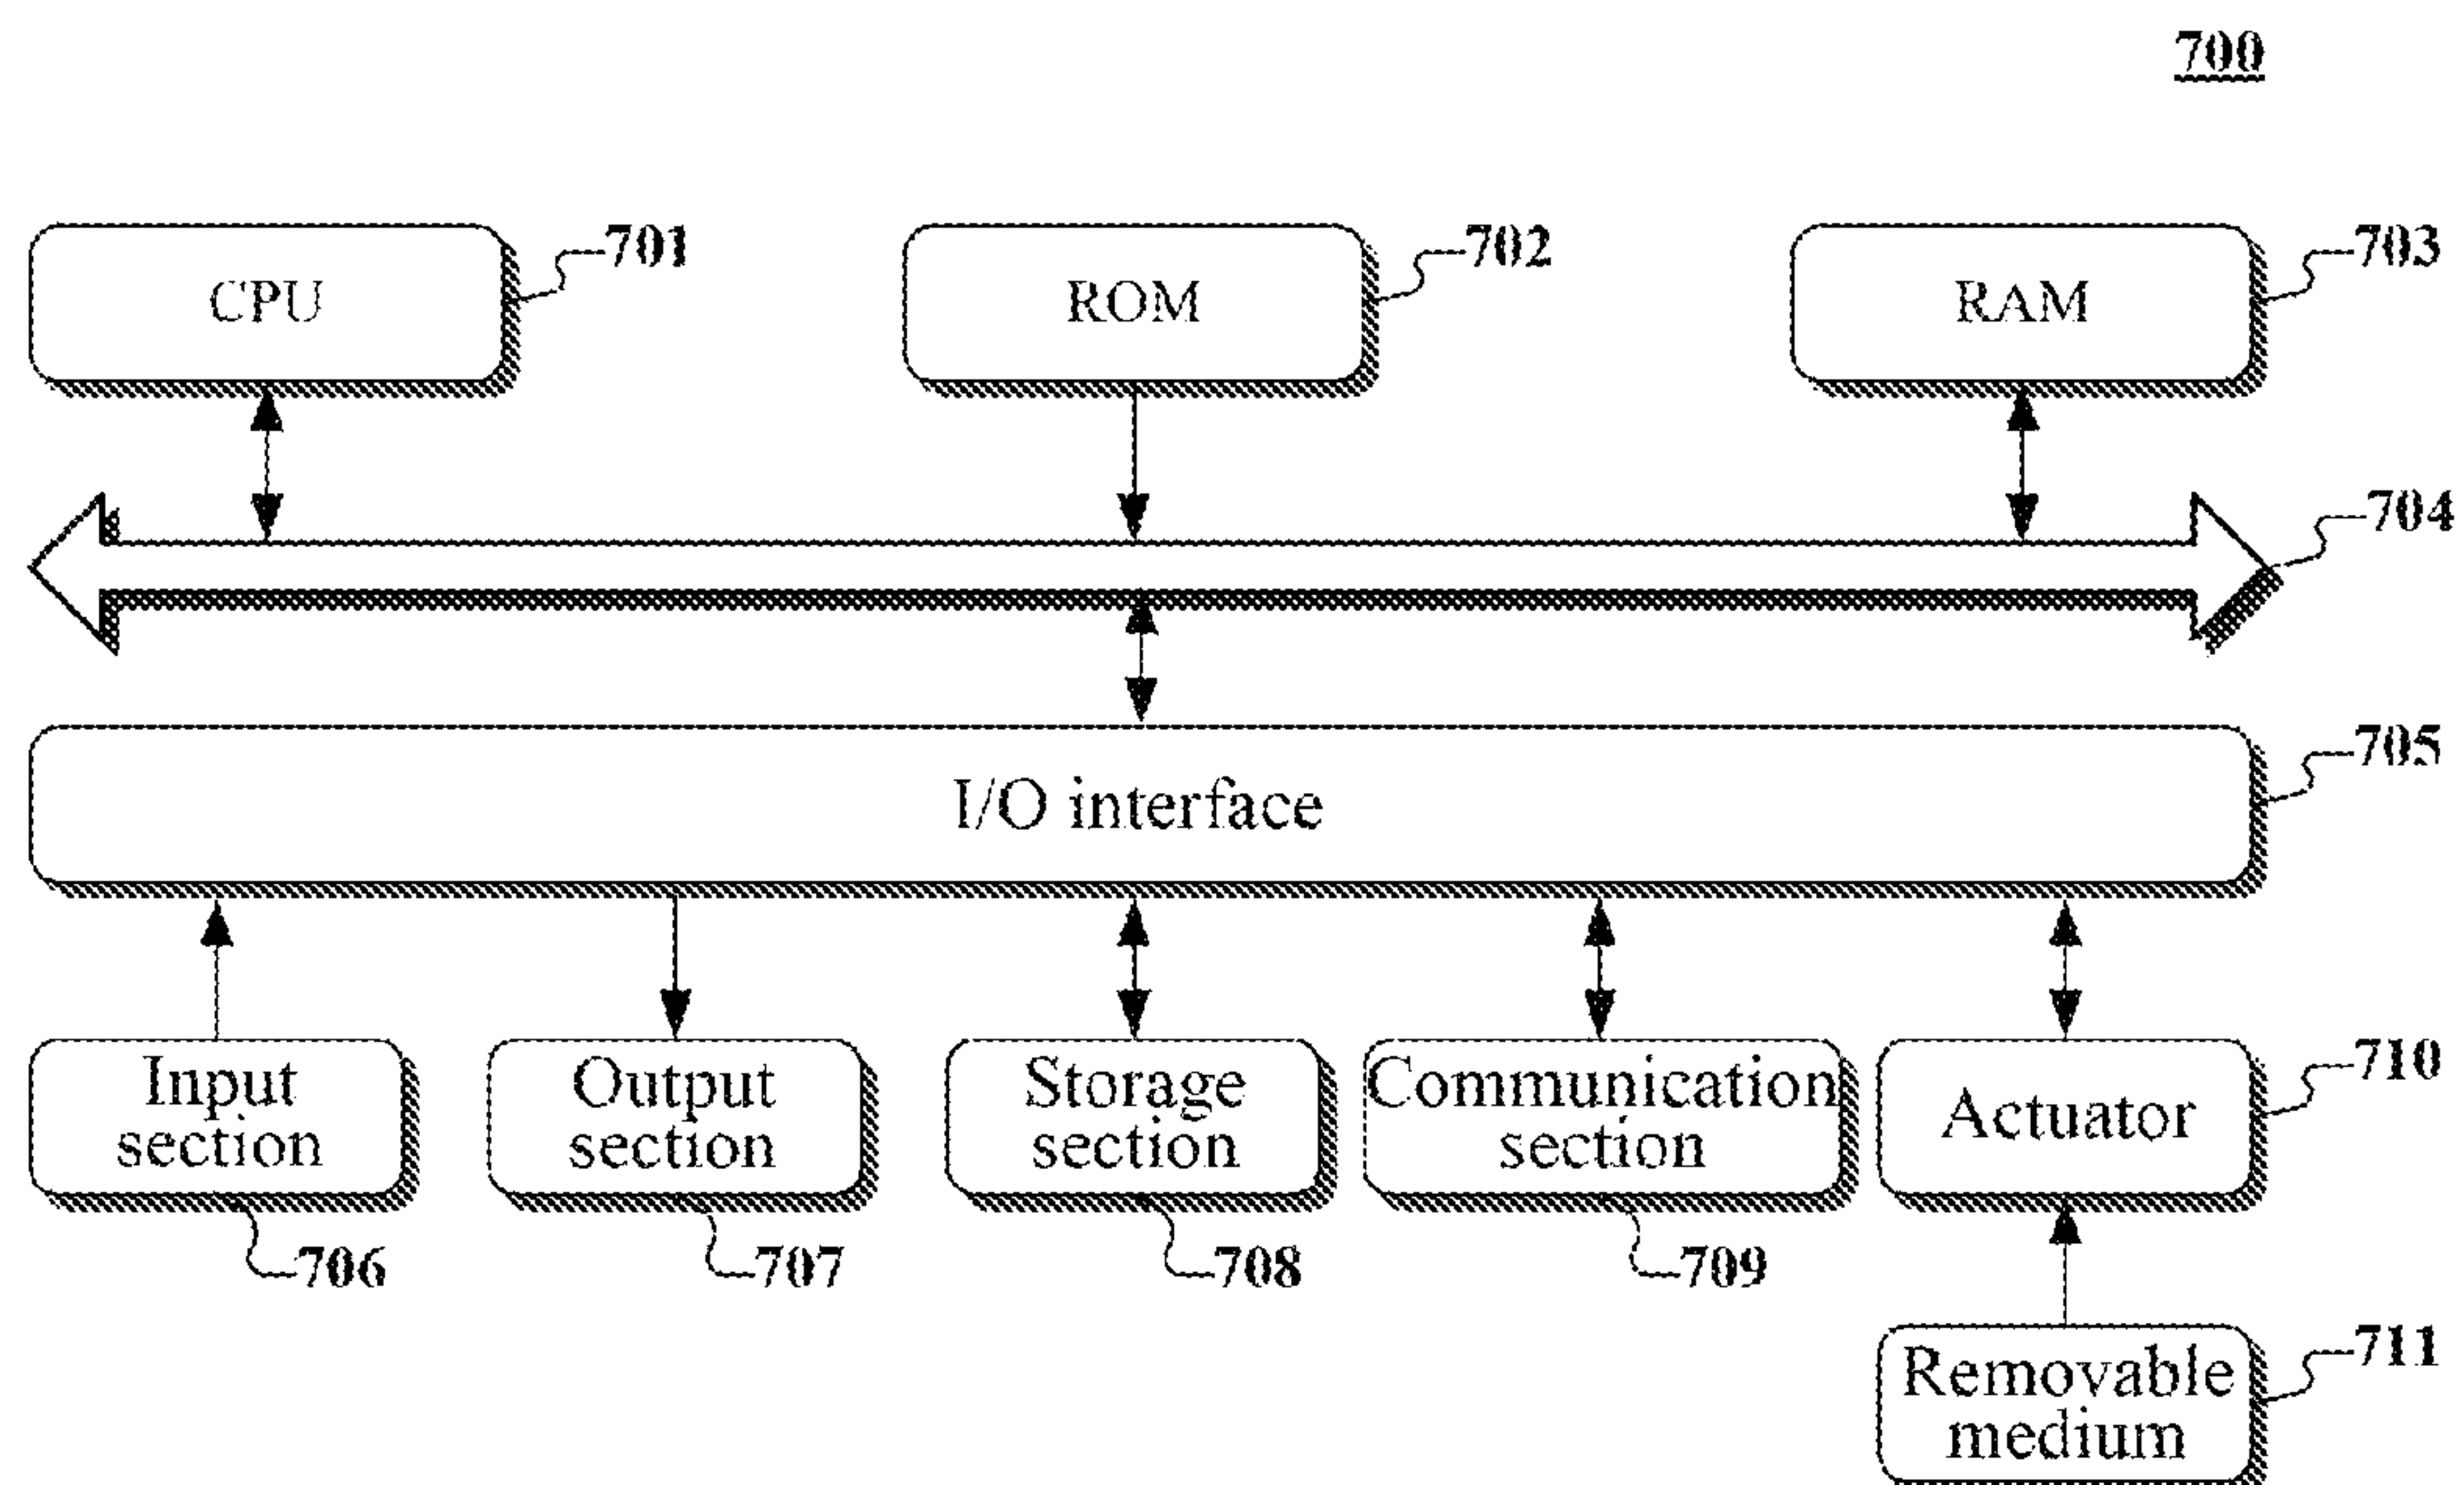 700
CPU
701
ROM
702
RAM
703
704
I/O interface
705
Input
section
706
Output
section
707
Storage
section
708
Communication
section
709
Actuator
710
Removable
medium
711